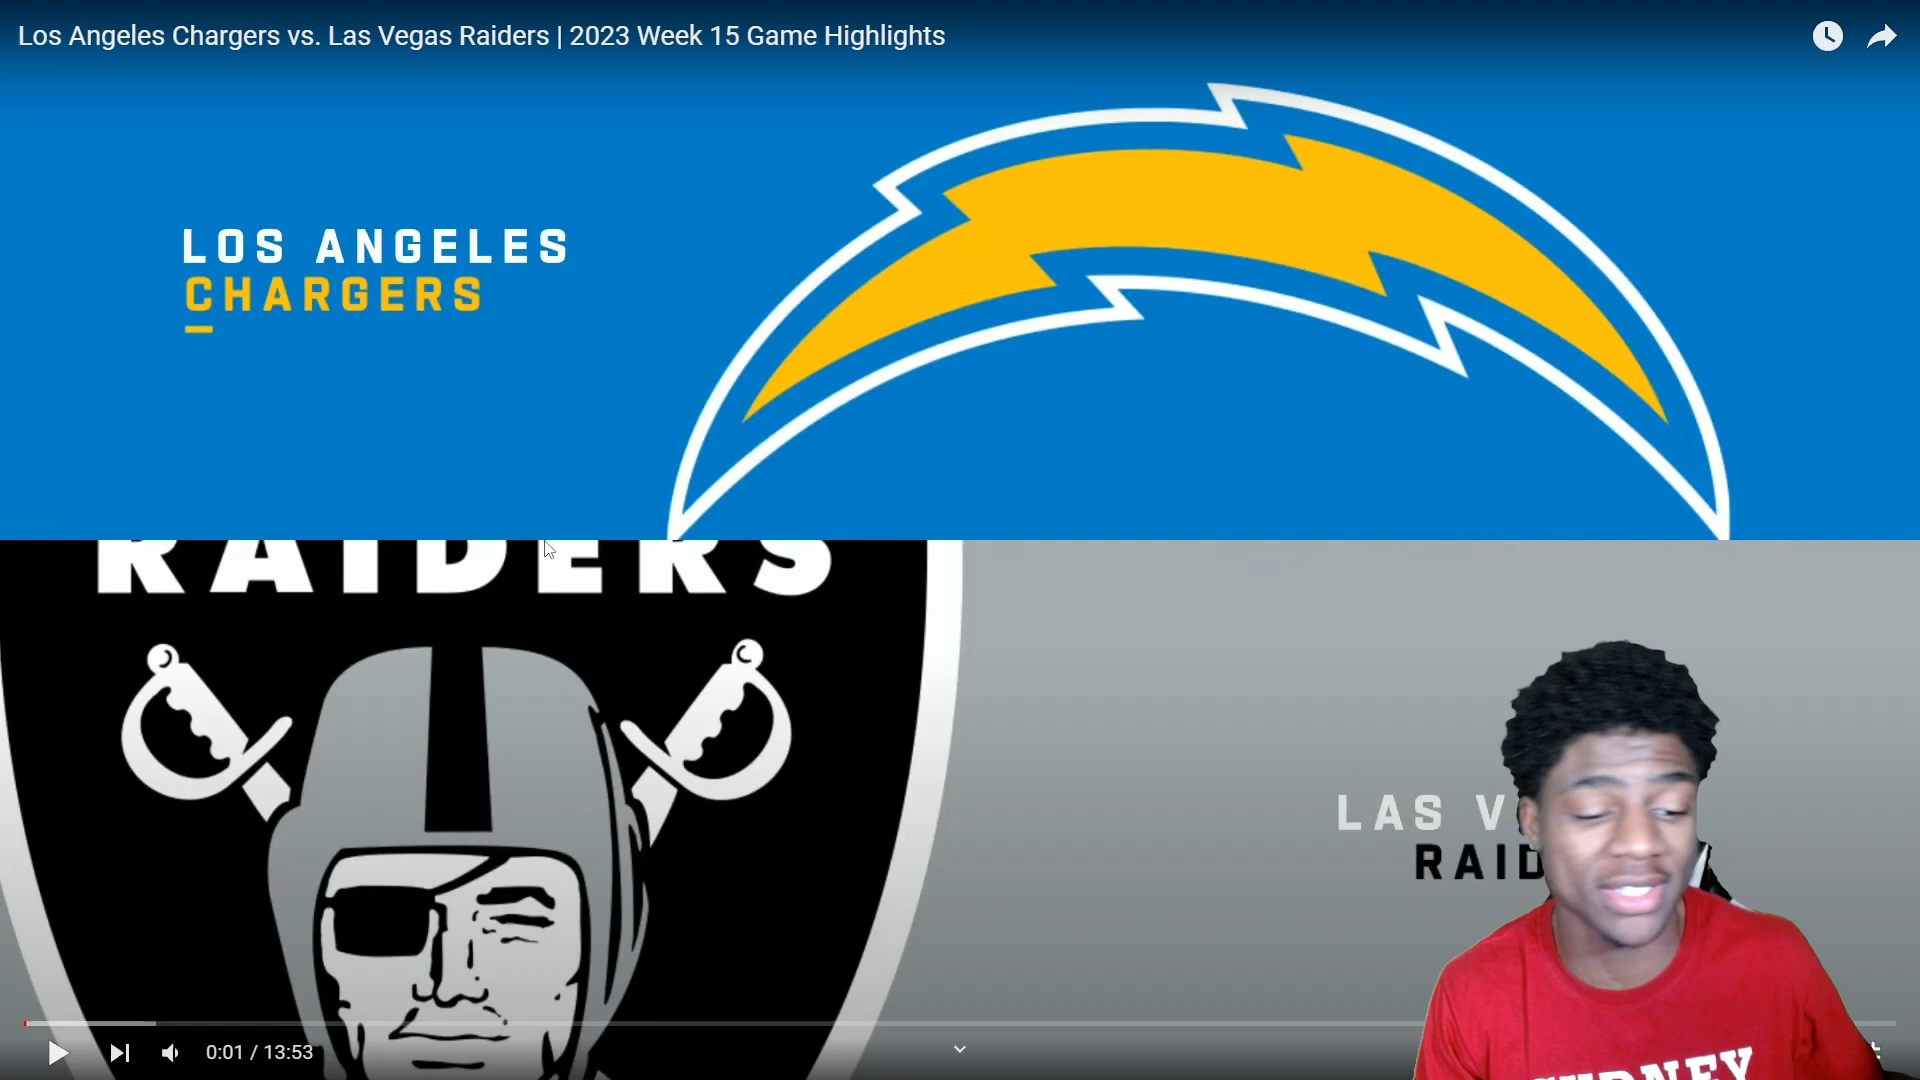 Los Angeles Chargers vs. Las Vegas Raiders | 2023 Week 15 Game Highlights
LOS ANGELES
CHARGERS
RAIDERS
LAS V
RAID
0:01 / 13:53